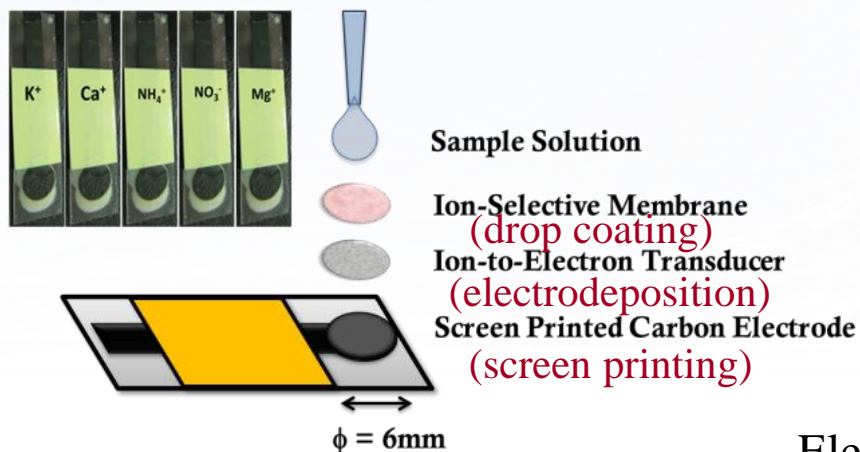 K⁺ Ca⁺ NH₄⁺ NO₃⁻ Mg⁺
Sample Solution
Ion-Selective Membrane
(drop coating)
Ion-to-Electron Transducer
(electrodeposition)
Screen Printed Carbon Electrode
(screen printing)
ϕ = 6mm